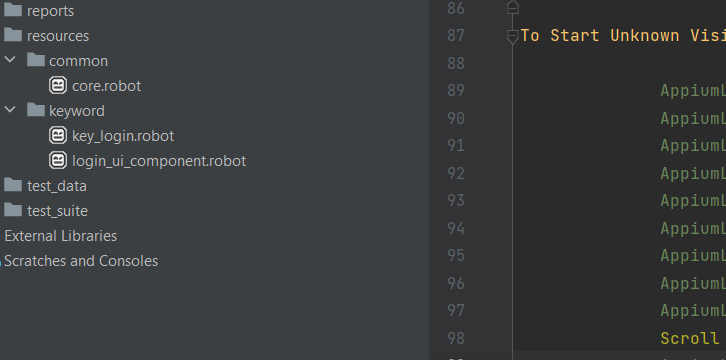 reports
resources
common
core.robot
keyword
key_login.robot
login_ui_component.robot
test_data
test_suite
External Libraries
Scratches and Consoles
86
87 To Start Unknown Visi
88
89 AppiumL
90 AppiumL
91 AppiumL
92 AppiumL
93 AppiumL
94 AppiumL
95 AppiumL
96 AppiumL
97 AppiumL
98 Scroll